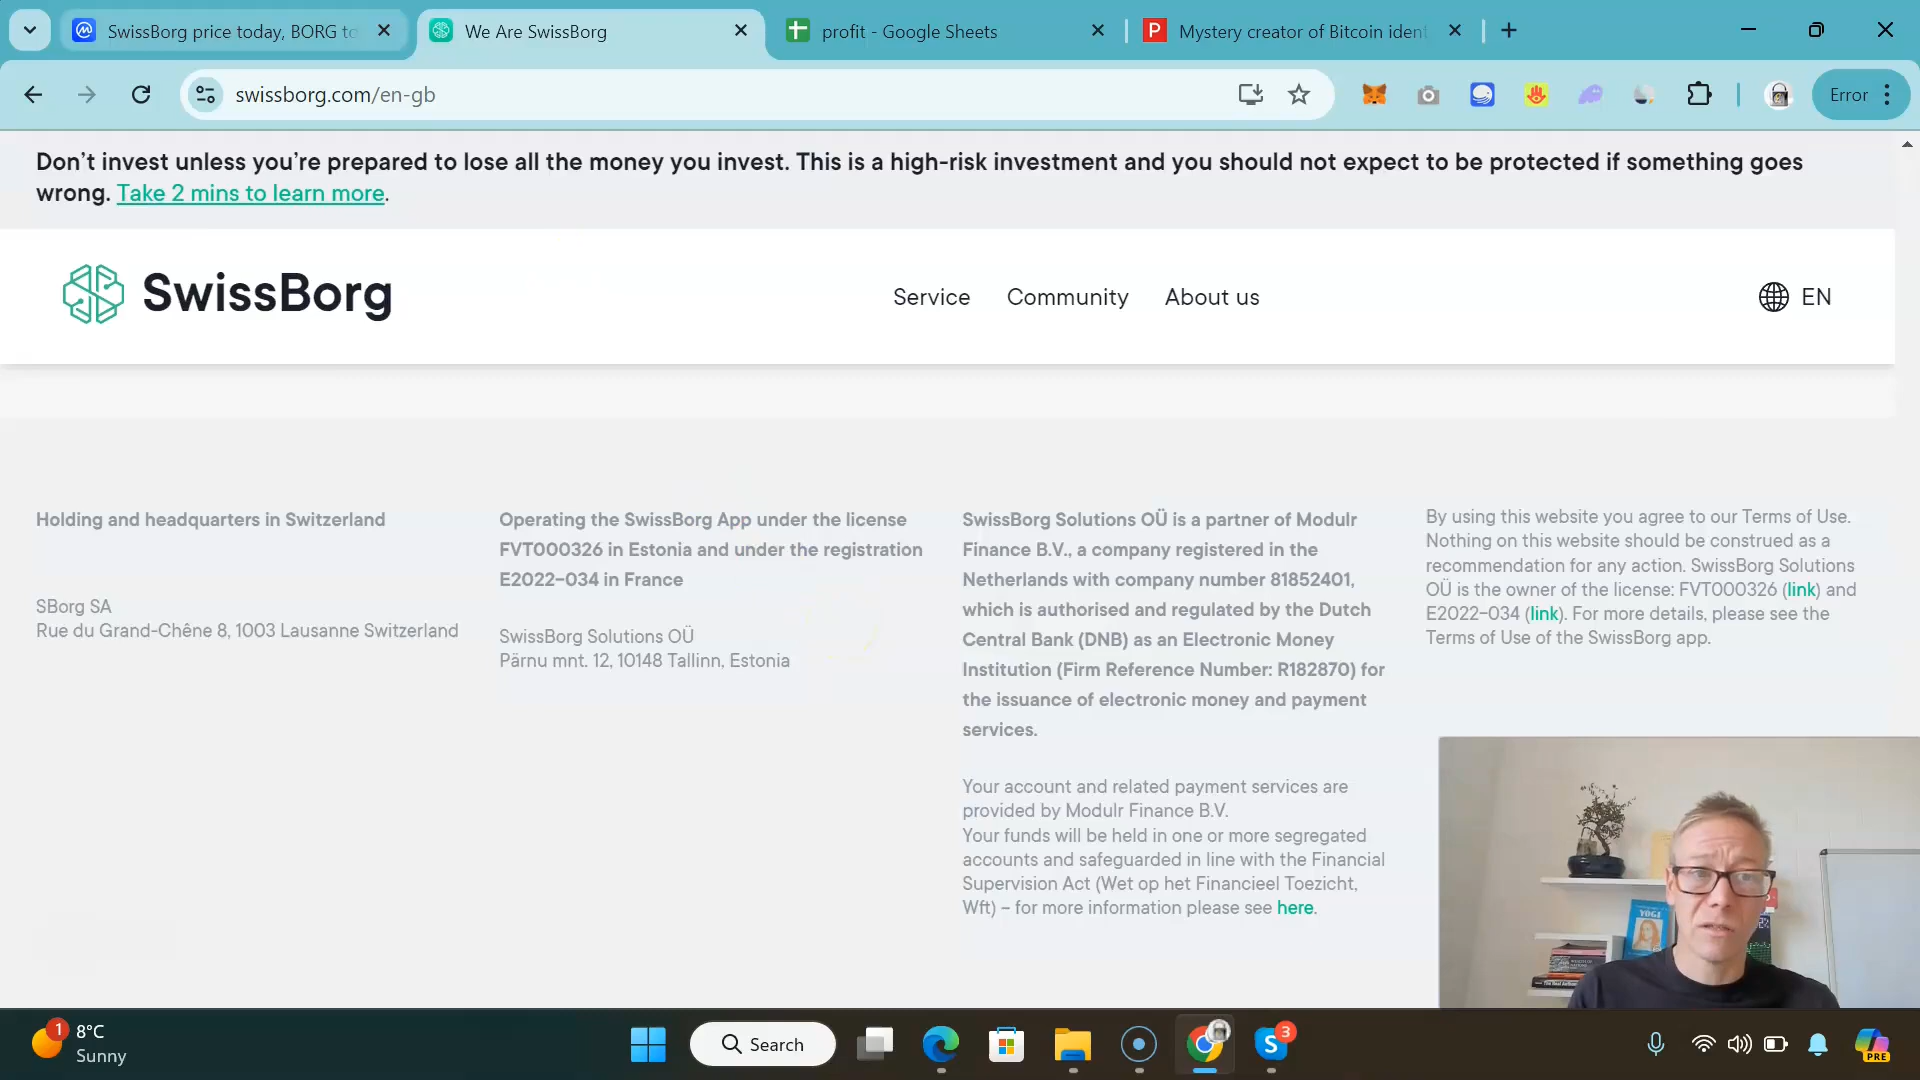 SwissBorg price today, BORG to
We Are SwissBorg
profit - Google Sheets
Mystery creator of Bitcoin iden
swissborg.com/en-gb
Error
Don’t invest unless you’re prepared to lose all the money you invest. This is a high-risk investment and you should not expect to be protected if something goes
wrong. Take 2 mins to learn more.
SwissBorg
Service
Community
About us
EN
Holding and headquarters in Switzerland
SBorg SA
Rue du Grand-Chêne 8, 1003 Lausanne Switzerland
Operating the SwissBorg App under the license
FVT000326 in Estonia and under the registration
E2022-034 in France
SwissBorg Solutions OÜ
Pärnu mnt. 12, 10148 Tallinn, Estonia
SwissBorg Solutions OÜ is a partner of Modulr
Finance B.V., a company registered in the
Netherlands with company number 81852401,
which is authorised and regulated by the Dutch
Central Bank (DNB) as an Electronic Money
Institution (Firm Reference Number: R182870) for
the issuance of electronic money and payment
services.
Your account and related payment services are
provided by Modulr Finance B.V.
Your funds will be held in one or more segregated
accounts and safeguarded in line with the Financial
Supervision Act (Wet op het Financieel Toezicht,
Wft) – for more information please see here.
By using this website you agree to our Terms of Use.
Nothing on this website should be construed as a
recommendation for any action. SwissBorg Solutions
OÜ is the owner of the license: FVT000326 (link) and
E2022-034 (link). For more details, please see the
Terms of Use of the SwissBorg app.
YOGI
1
8°C
Sunny
Search
S
3
PRE